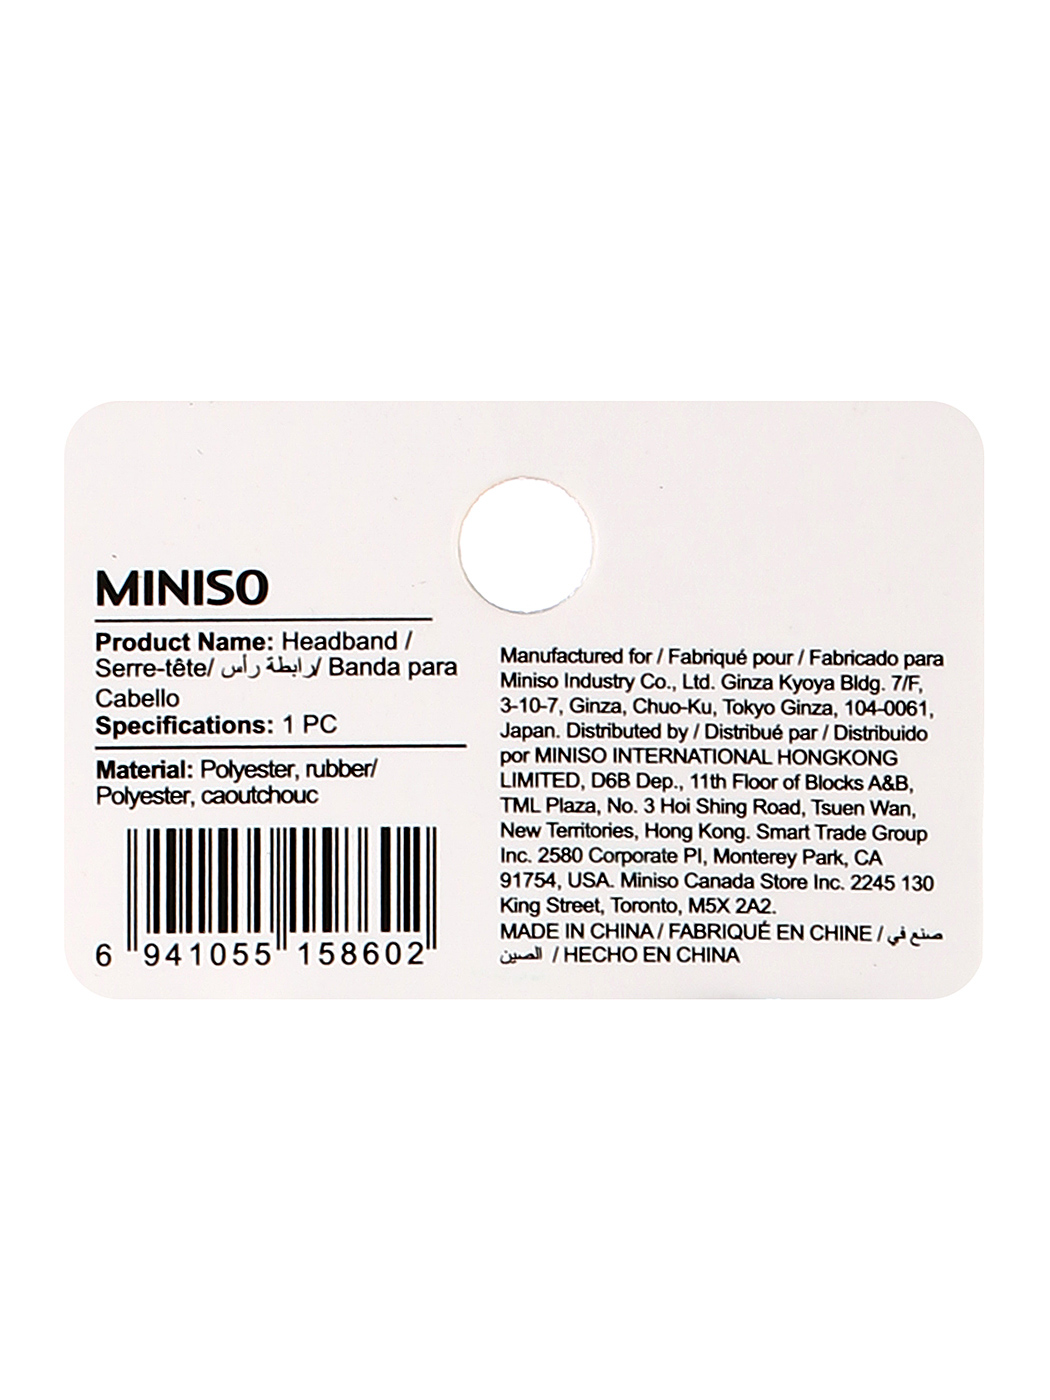 MINISO
Product Name: Headband /
Serre-tête/ رابطة رأس/ Banda para
Cabello
Specifications: 1 PC
Material: Polyester, rubber/
Polyester, caoutchouc
6 941055 158602
Manufactured for / Fabriqué pour / Fabricado para
Miniso Industry Co., Ltd. Ginza Kyoya Bldg. 7/F,
3-10-7, Ginza, Chuo-Ku, Tokyo Ginza, 104-0061,
Japan. Distributed by / Distribué par / Distribuido
por MINISO INTERNATIONAL HONGKONG
LIMITED, D6B Dep., 11th Floor of Blocks A&B,
TML Plaza, No. 3 Hoi Shing Road, Tsuen Wan,
New Territories, Hong Kong. Smart Trade Group
Inc. 2580 Corporate Pl, Monterey Park, CA
91754, USA. Miniso Canada Store Inc. 2245 130
King Street, Toronto, M5X 2A2.
MADE IN CHINA / FABRIQUÉ EN CHINE / صنع في
الصين / HECHO EN CHINA